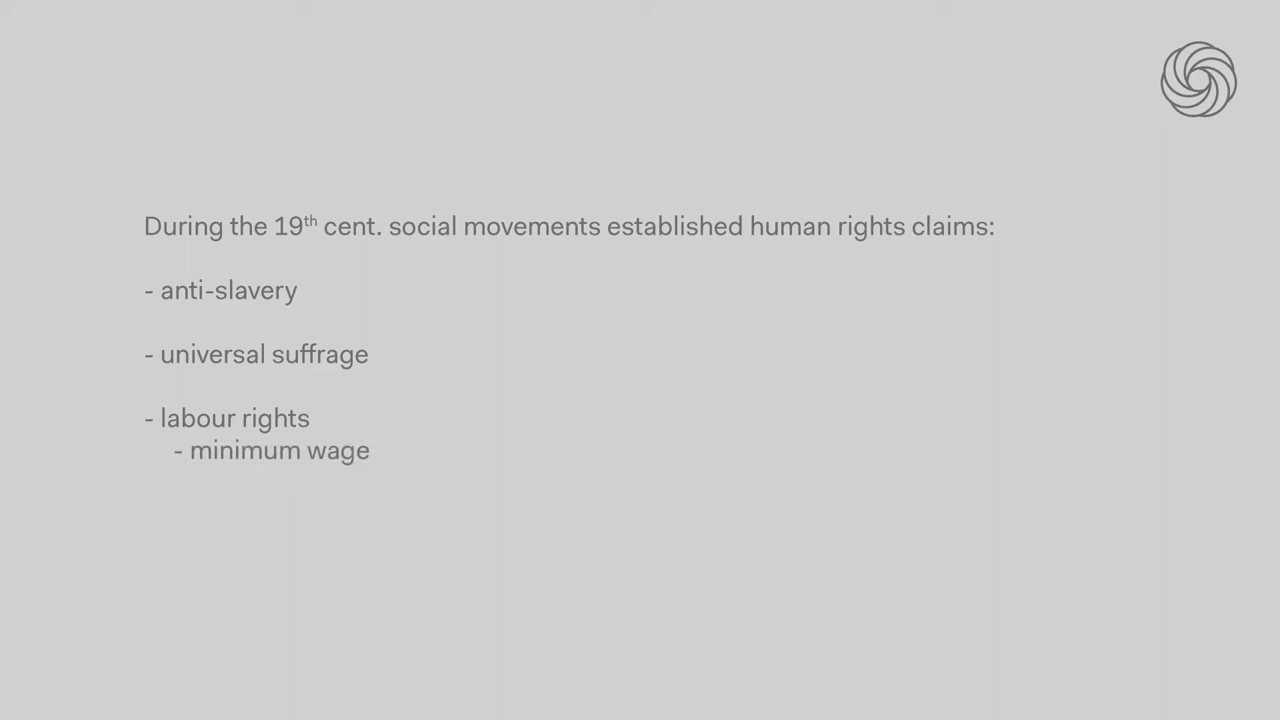 During the 19th cent. social movements established human rights claims:
- anti-slavery
- universal suffrage
- labour rights
- minimum wage